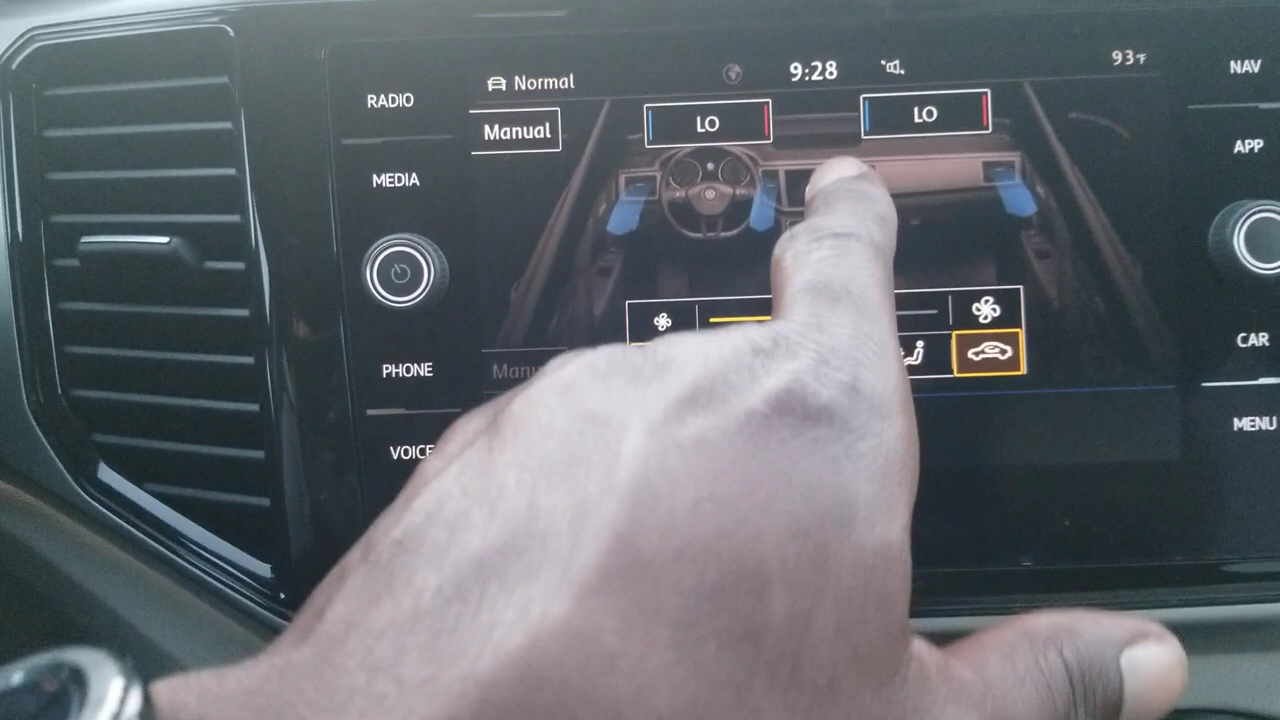 Normal
9:28
93°F
NAV
RADIO
Manual
LO
LO
APP
MEDIA
PHONE
CAR
VOICE
MENU